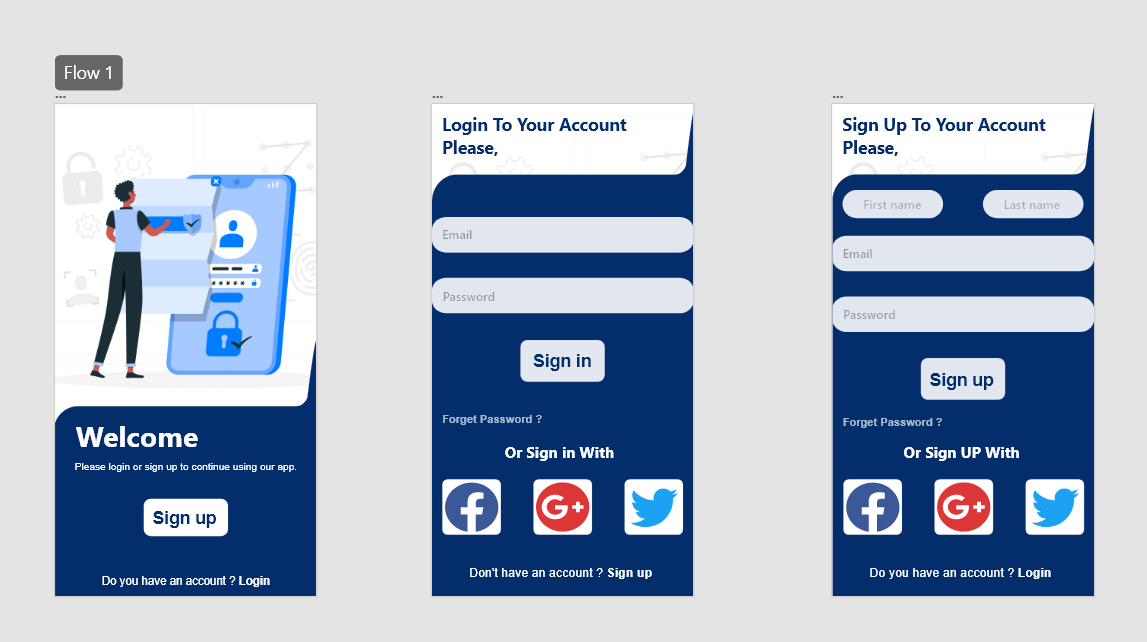 Flow 1
...
Welcome
Please login or sign up to continue using our app.
Sign up
Do you have an account ? Login
...
Login To Your Account
Please,
Email
Password
Sign in
Forget Password ?
Or Sign in With
f
G+
Don't have an account ? Sign up
...
Sign Up To Your Account
Please,
First name
Last name
Email
Password
Sign up
Forget Password ?
Or Sign UP With
f
G+
Do you have an account ? Login